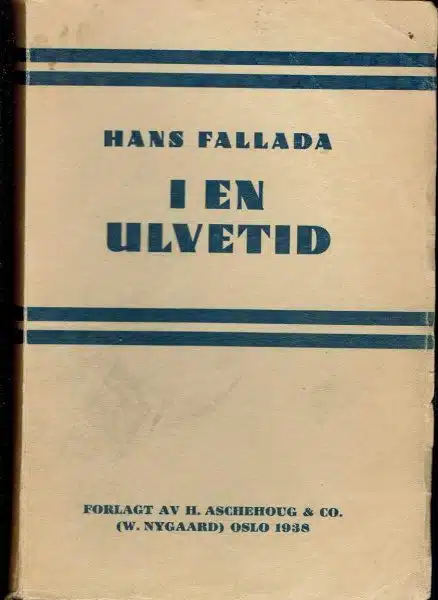 HANS FALLADA
I EN
ULVETID
FORLAGT AV H. ASCHEHOUG & CO.
(W. NYGAARD) OSLO 1938